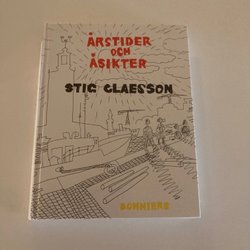 ÅRSTIDER
OCH
ÅSIKTER
STIG CLAESSON
BONNIERS